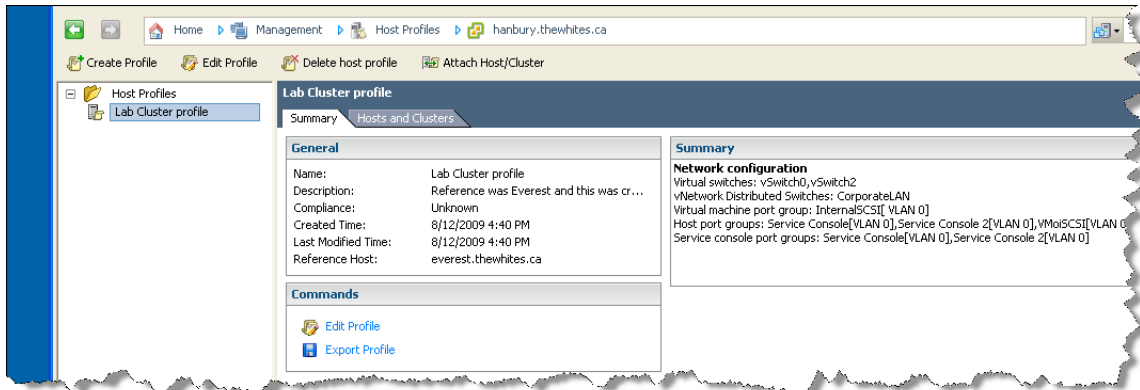 Home Management Host Profiles hanbury.thewhites.ca
Create Profile Edit Profile Delete host profile Attach Host/Cluster
Host Profiles
Lab Cluster profile
Lab Cluster profile
Summary Hosts and Clusters
General
Name: Lab Cluster profile
Description: Reference was Everest and this was cr...
Compliance: Unknown
Created Time: 8/12/2009 4:40 PM
Last Modified Time: 8/12/2009 4:40 PM
Reference Host: everest.thewhites.ca
Commands
Edit Profile
Export Profile
Summary
Network configuration
Virtual switches: vSwitch0,vSwitch2
vNetwork Distributed Switches: CorporateLAN
Virtual machine port group: InternalSCSI[ VLAN 0]
Host port groups: Service Console[VLAN 0],Service Console 2[VLAN 0],VMoiSCSI[VLAN 0
Service console port groups: Service Console[VLAN 0],Service Console 2[VLAN 0]